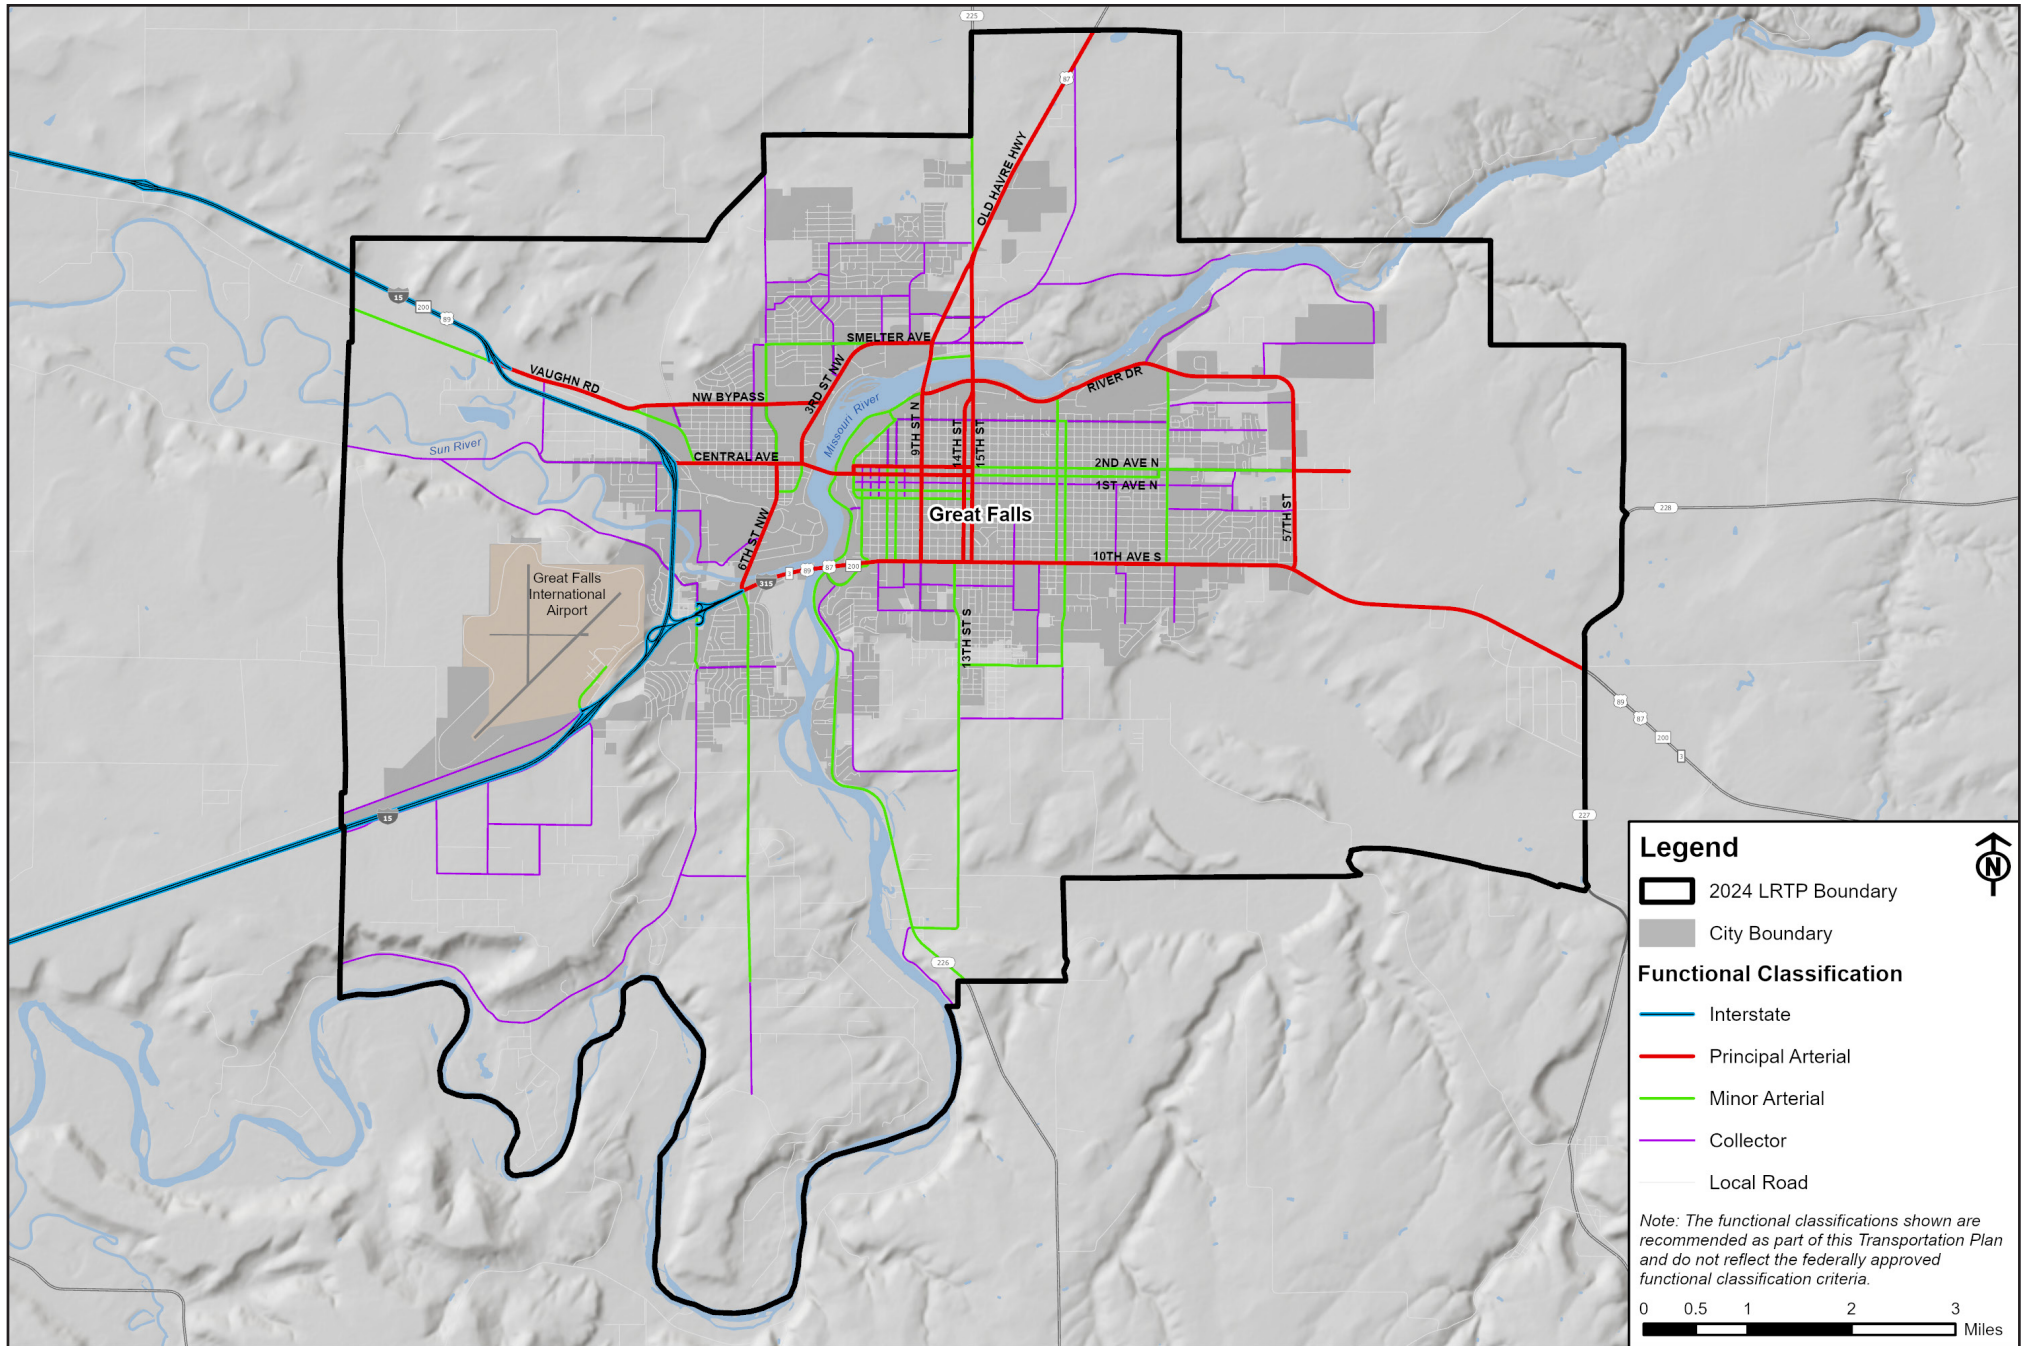 225
87
OLD HAVRE HWY
15
200
89
SMELTER AVE
VAUGHN RD
3RD ST NW
NW BYPASS
RIVER DR
Missouri River
9TH ST N
14TH ST
15TH ST
Sun River
CENTRAL AVE
2ND AVE N
1ST AVE N
Great Falls
57TH ST
228
6TH ST NW
10TH AVE S
315
3
89
87
200
Great Falls
International
Airport
13TH ST S
89
87
200
3
15
227
226
Legend
N
2024 LRTP Boundary
City Boundary
Functional Classification
Interstate
Principal Arterial
Minor Arterial
Collector
Local Road
Note: The functional classifications shown are
recommended as part of this Transportation Plan
and do not reflect the federally approved
functional classification criteria.
0 0.5 1 2 3
Miles